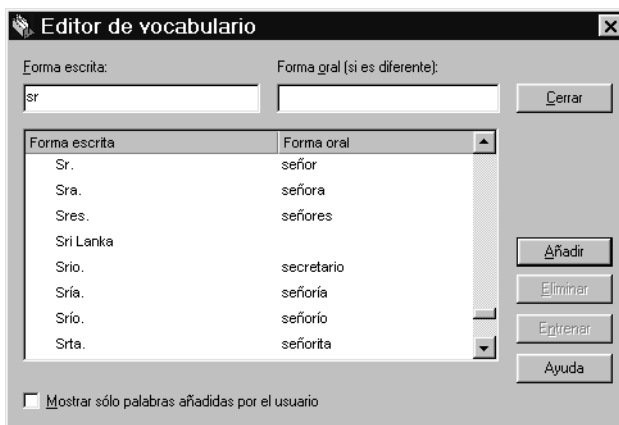 Editor de vocabulario
Forma escrita: Forma oral (si es diferente):
sr Cerrar
Forma escrita Forma oral
Sr. señor
Sra. señora
Sres. señores
Sri Lanka
Srio. secretario
Sría. señoría
Srío. señorío
Srta. señorita
Añadir
Eliminar
Entrenar
Ayuda
Mostrar sólo palabras añadidas por el usuario